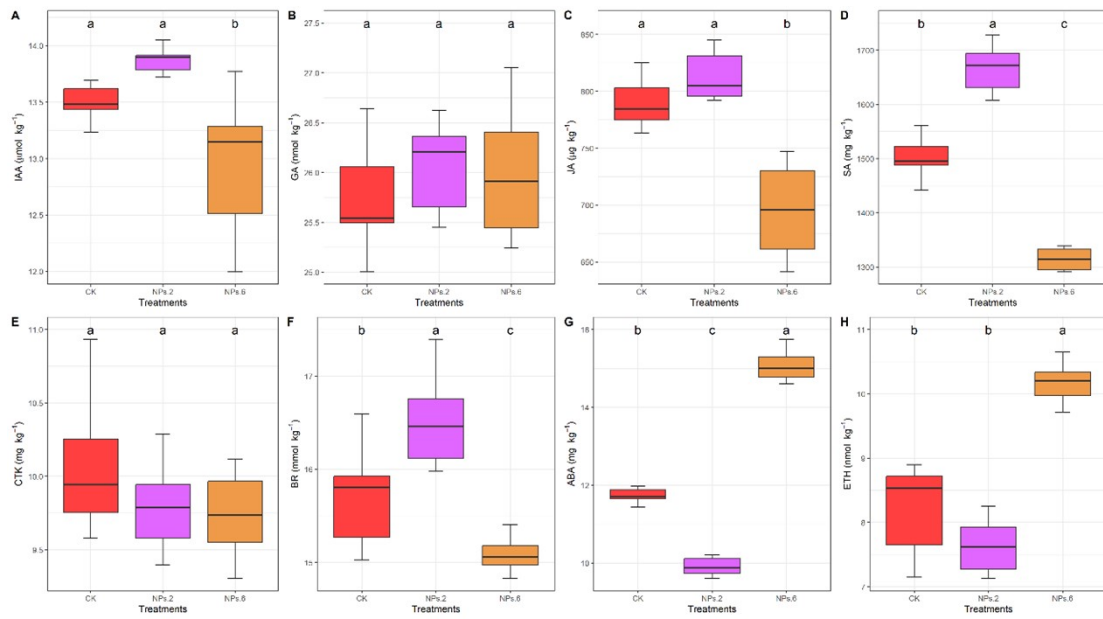 A
a
a
b
14.0
13.5
13.0
12.5
12.0
IAA (μmol kg⁻¹)
CK
NPs.2
NPs.6
Treatments
B
a
a
a
27.5
27.0
26.5
26.0
25.5
25.0
GA (nmol kg⁻¹)
CK
NPs.2
NPs.6
Treatments
C
a
a
b
850
800
750
700
650
JA (μg kg⁻¹)
CK
NPs.2
NPs.6
Treatments
D
b
a
c
1700
1600
1500
1400
1300
SA (mg kg⁻¹)
CK
NPs.2
NPs.6
Treatments
E
a
a
a
11.0
10.5
10.0
9.5
CTK (mg kg⁻¹)
CK
NPs.2
NPs.6
Treatments
F
b
a
c
17
16
15
BR (mmol kg⁻¹)
CK
NPs.2
NPs.6
Treatments
G
b
c
a
16
14
12
10
ABA (mg kg⁻¹)
CK
NPs.2
NPs.6
Treatments
H
b
b
a
11
10
9
8
7
ETH (nmol kg⁻¹)
CK
NPs.2
NPs.6
Treatments